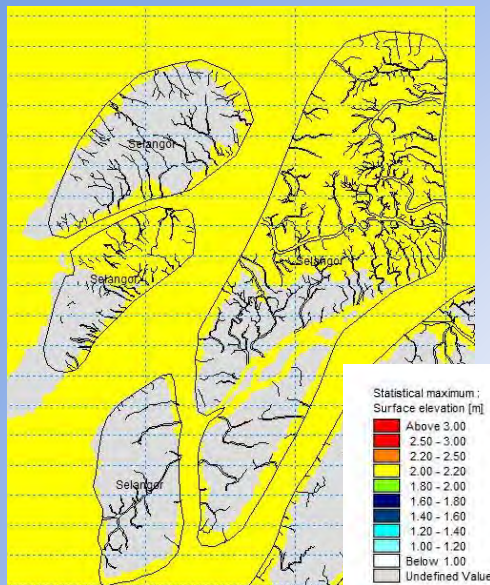 Selangor
Selangor
Selangor
Selangor
Statistical maximum :
Surface elevation [m]
Above 3.00
2.50 - 3.00
2.20 - 2.50
2.00 - 2.20
1.80 - 2.00
1.60 - 1.80
1.40 - 1.60
1.20 - 1.40
1.00 - 1.20
Below 1.00
Undefined Value